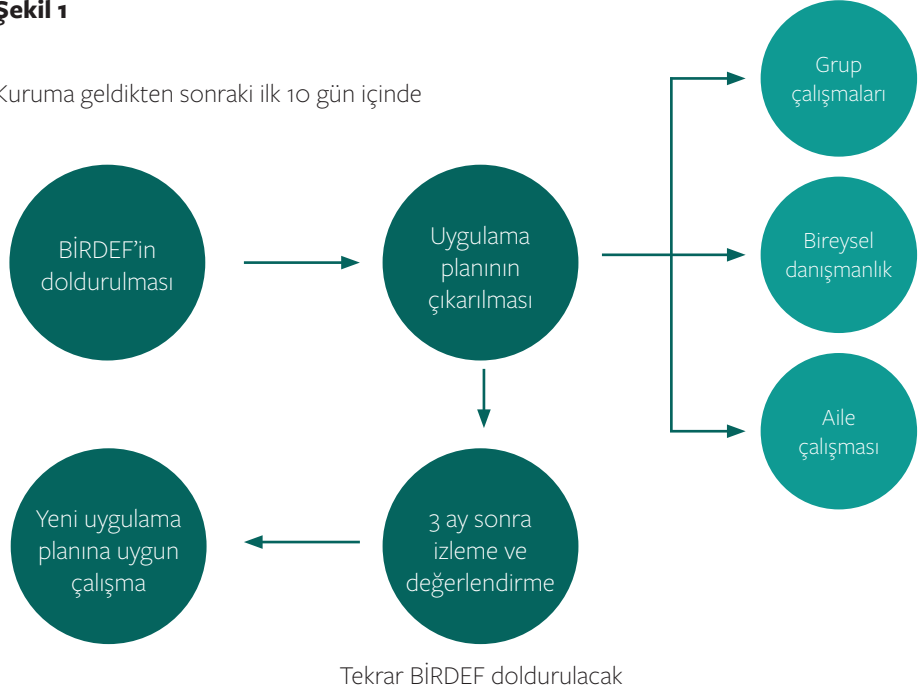 Şekil 1
Kuruma geldikten sonraki ilk 10 gün içinde
BİRDEF’in
doldurulması
Uygulama
planının
çıkarılması
Grup
çalışmaları
Bireysel
danışmanlık
Aile
çalışması
3 ay sonra
izleme ve
değerlendirme
Yeni uygulama
planına uygun
çalışma
Tekrar BİRDEF doldurulacak